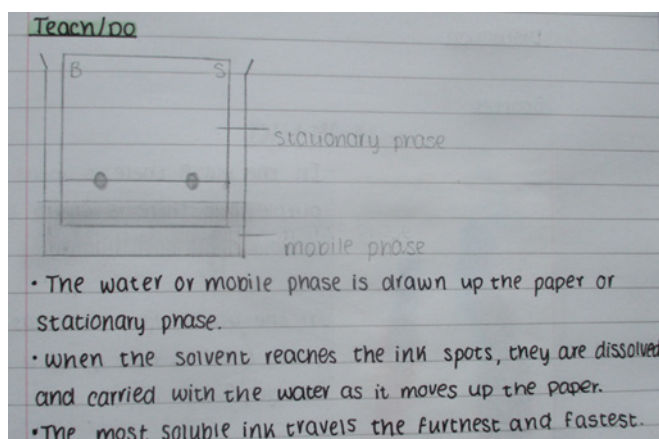 Teach/Do
B S
stationary phase
mobile phase
• The water or mobile phase is drawn up the paper or
stationary phase.
• when the solvent reaches the ink spots, they are dissolved
and carried with the water as it moves up the paper.
• The most soluble ink travels the furthest and fastest.